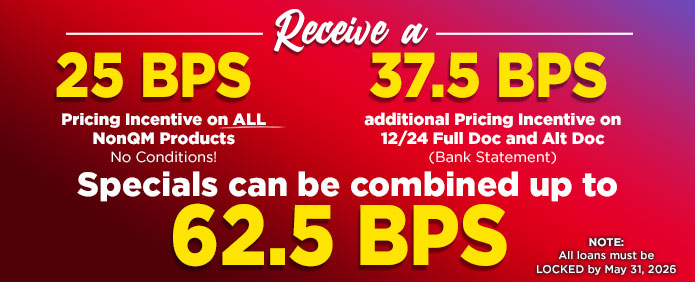 Receive a
25 BPS
Pricing Incentive on ALL
NonQM Products
No Conditions!
37.5 BPS
additional Pricing Incentive on
12/24 Full Doc and Alt Doc
(Bank Statement)
Specials can be combined up to
62.5 BPS
NOTE:
All loans must be
LOCKED by May 31, 2026